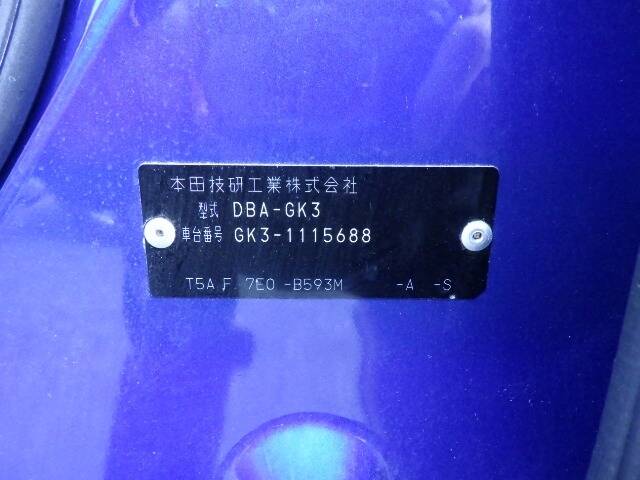 本田技研工業株式会社
型式 DBA-GK3
車台番号 GK3-1115688
T5A F 7E0 -B593M -A -S